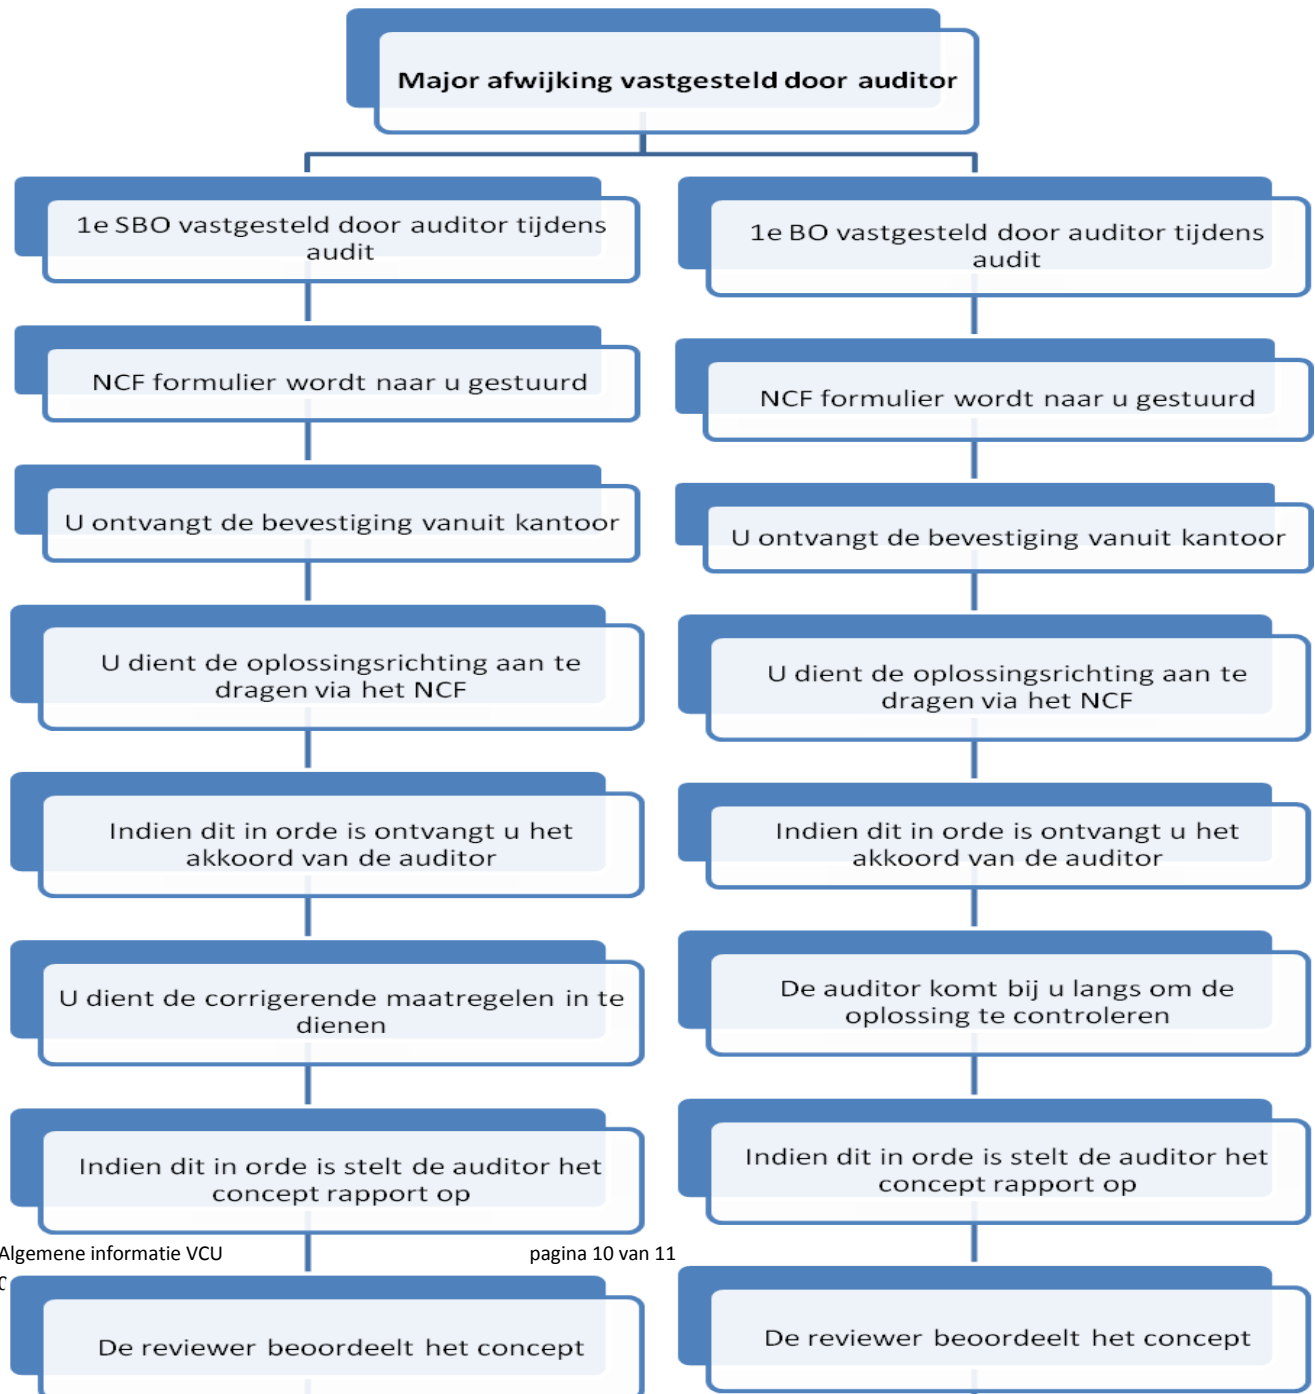 Major afwijking vastgesteld door auditor
1e SBO vastgesteld door auditor tijdens
audit
NCF formulier wordt naar u gestuurd
U ontvangt de bevestiging vanuit kantoor
U dient de oplossingsrichting aan te
dragen via het NCF
Indien dit in orde is ontvangt u het
akkoord van de auditor
U dient de corrigerende maatregelen in te
dienen
Indien dit in orde is stelt de auditor het
concept rapport op
De reviewer beoordeelt het concept
1e BO vastgesteld door auditor tijdens
audit
NCF formulier wordt naar u gestuurd
U ontvangt de bevestiging vanuit kantoor
U dient de oplossingsrichting aan te
dragen via het NCF
Indien dit in orde is ontvangt u het
akkoord van de auditor
De auditor komt bij u langs om de
oplossing te controleren
Indien dit in orde is stelt de auditor het
concept rapport op
De reviewer beoordeelt het concept
Algemene informatie VCU pagina 10 van 11